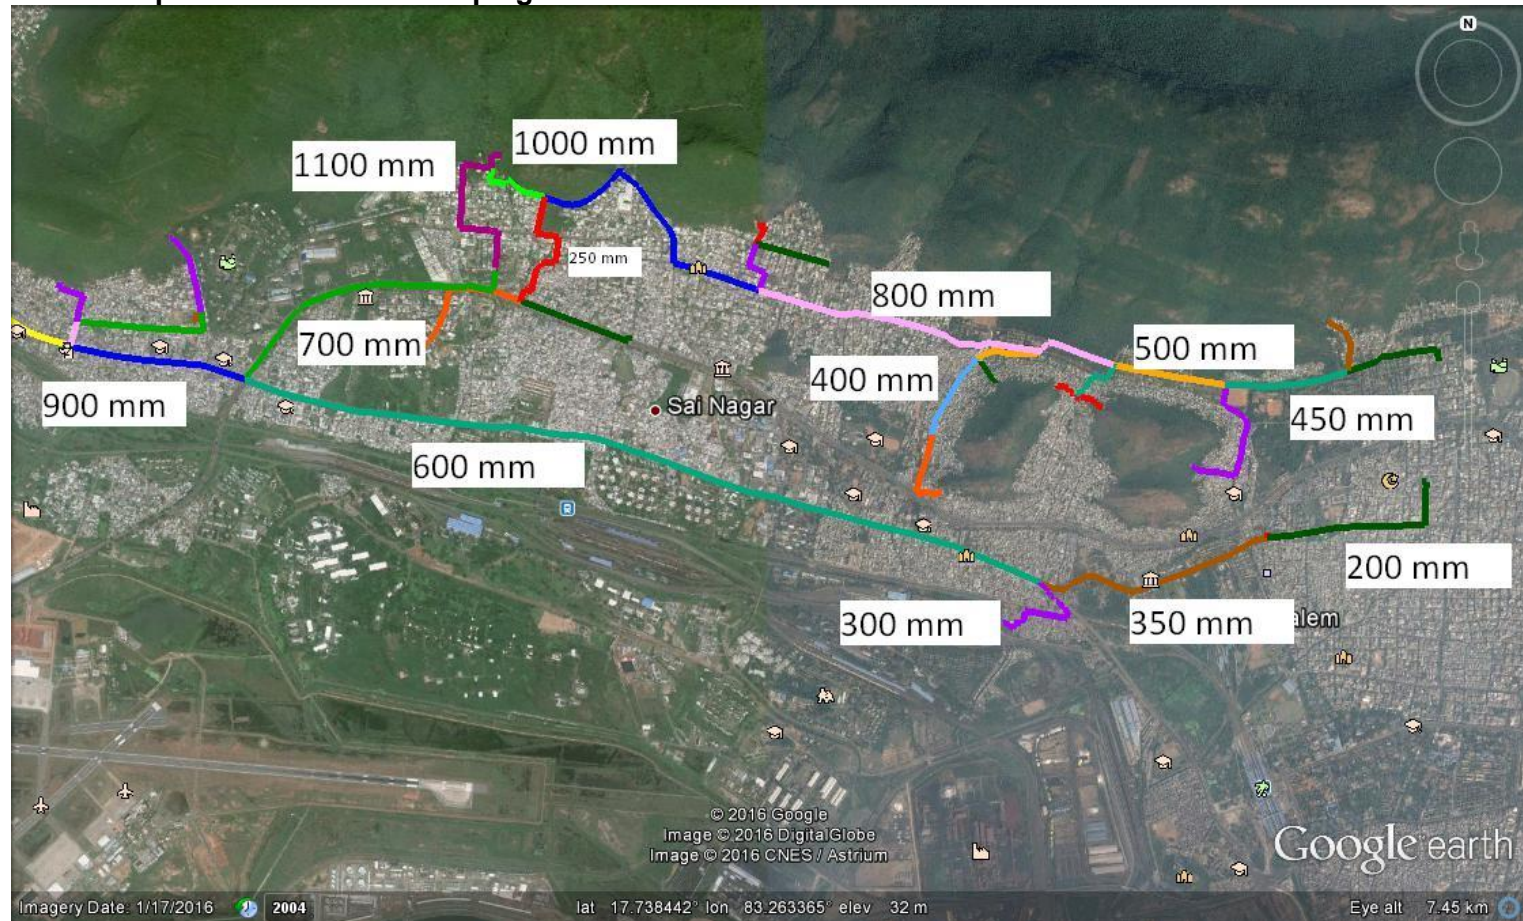 N
1000 mm
1100 mm
250 mm
800 mm
700 mm
500 mm
400 mm
900 mm
Sai Nagar
450 mm
600 mm
200 mm
300 mm
350 mm
alem
© 2016 Google
Image © 2016 DigitalGlobe
Image © 2016 CNES / Astrium
Google earth
Imagery Date: 1/17/2016 2004 lat 17.738442° lon 83.263365° elev 32 m Eye alt 7.45 km